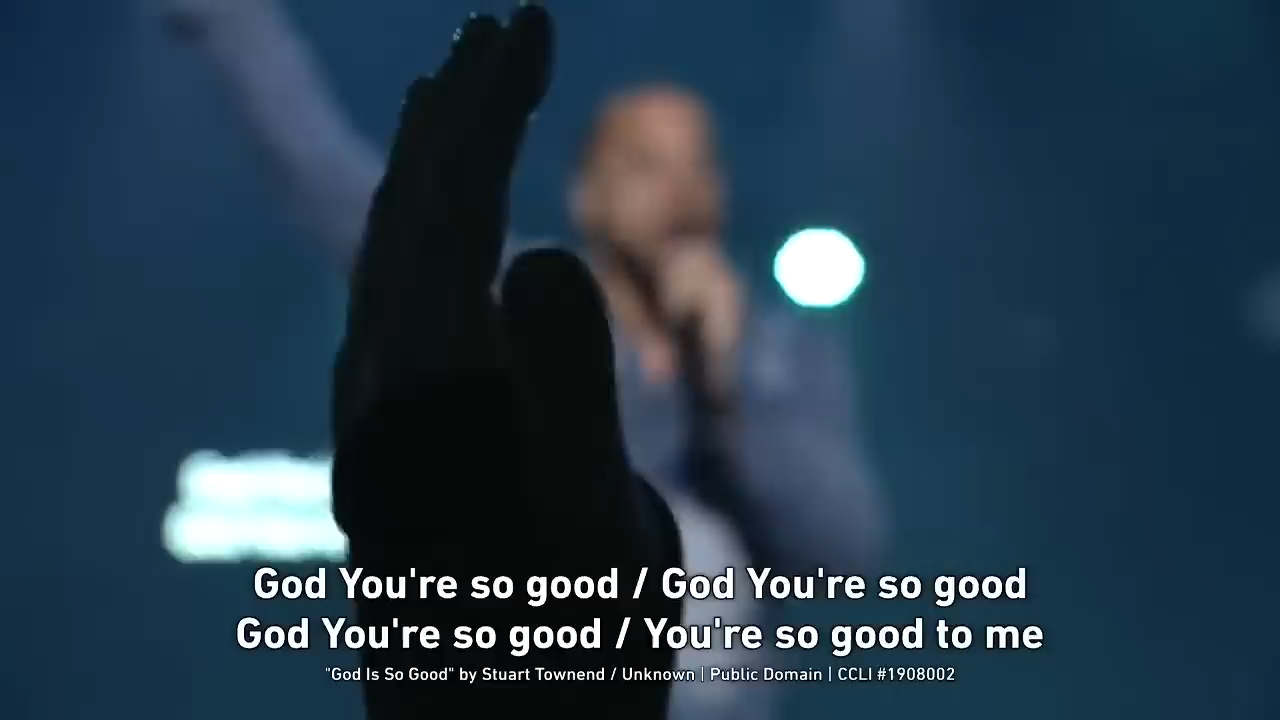 God You're so good / God You're so good
God You're so good / You're so good to me
"God Is So Good" by Stuart Townend / Unknown | Public Domain | CCLI #1908002